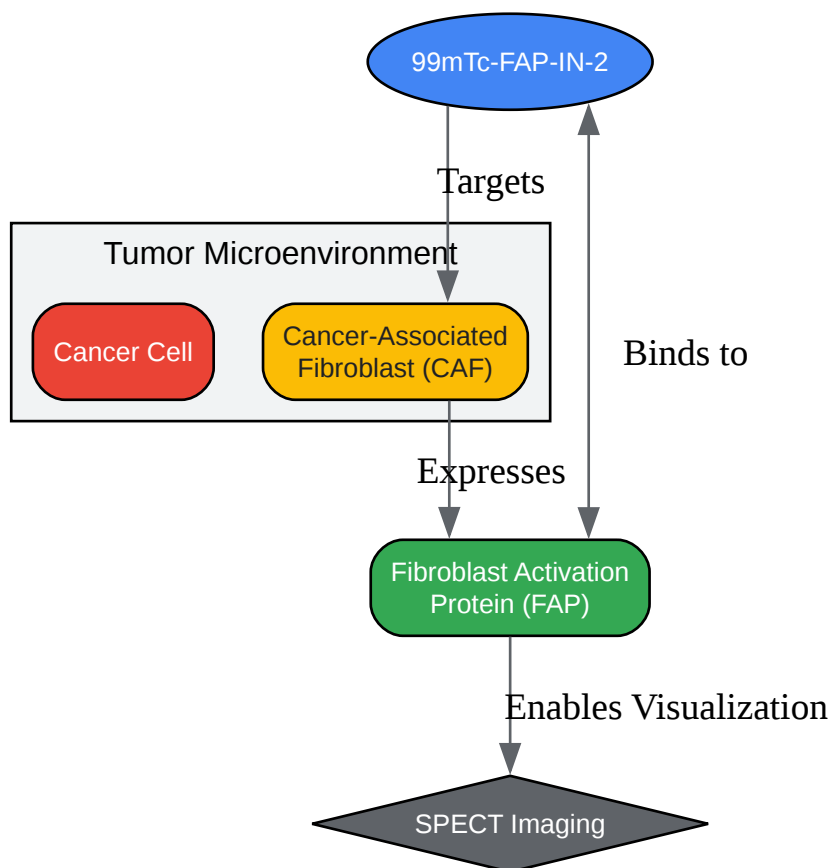 99mTc-FAP-IN-2
Targets
Tumor Microenvironment
Cancer Cell
Cancer-Associated
Fibroblast (CAF)
Binds to
Expresses
Fibroblast Activation
Protein (FAP)
Enables Visualization
SPECT Imaging